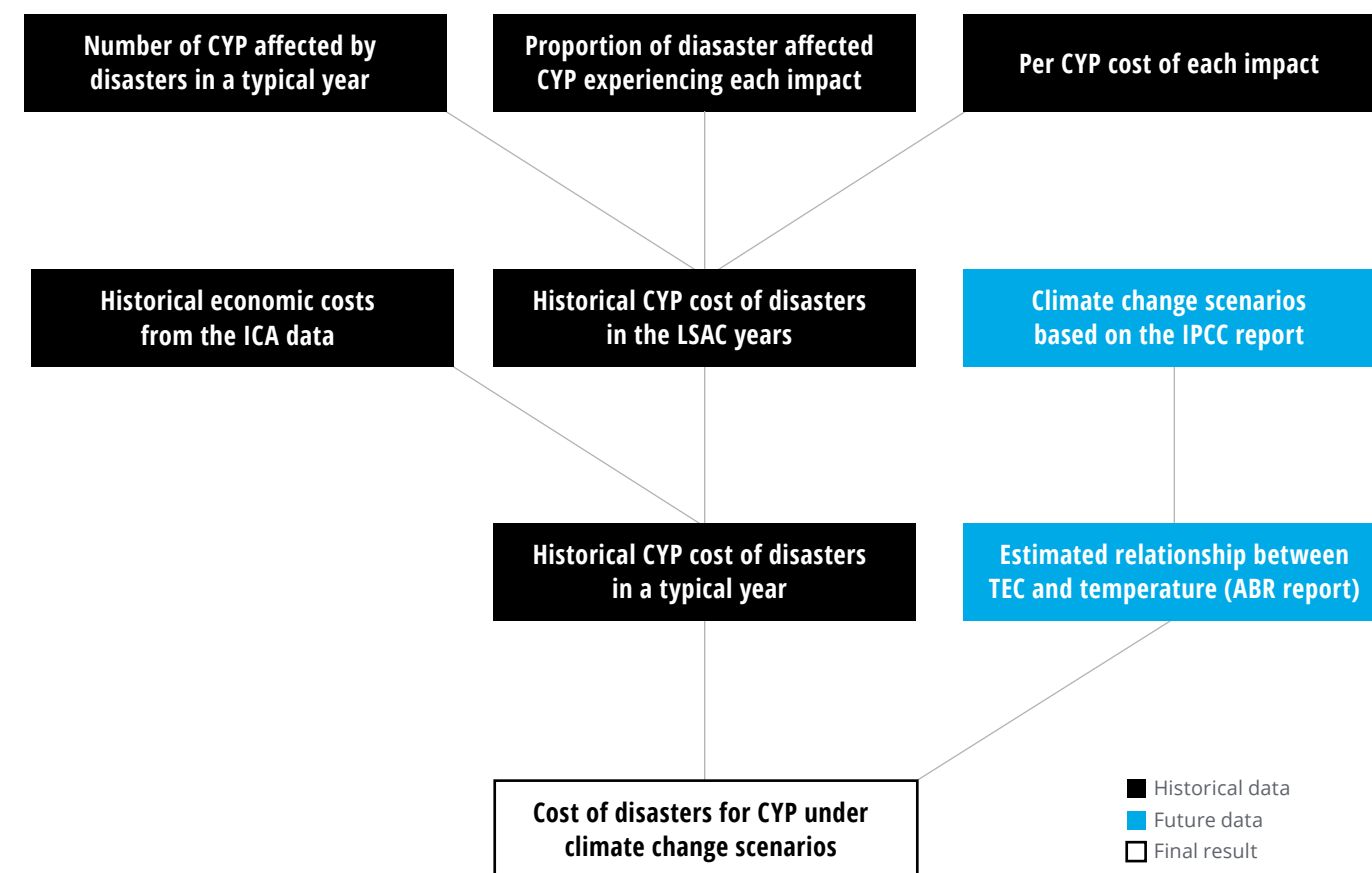 Number of CYP affected by
disasters in a typical year
Proportion of diasaster affected
CYP experiencing each impact
Per CYP cost of each impact
Historical economic costs
from the ICA data
Historical CYP cost of disasters
in the LSAC years
Climate change scenarios
based on the IPCC report
Historical CYP cost of disasters
in a typical year
Estimated relationship between
TEC and temperature (ABR report)
Cost of disasters for CYP under
climate change scenarios
Historical data
Future data
Final result